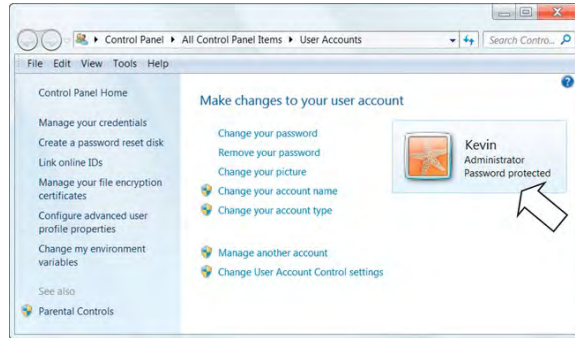 Control Panel ▸ All Control Panel Items ▸ User Accounts
Search Contro...
File Edit View Tools Help
Control Panel Home
Manage your credentials
Create a password reset disk
Link online IDs
Manage your file encryption
certificates
Configure advanced user
profile properties
Change my environment
variables
See also
Parental Controls
Make changes to your user account
Change your password
Remove your password
Change your picture
Change your account name
Change your account type
Manage another account
Change User Account Control settings
Kevin
Administrator
Password protected